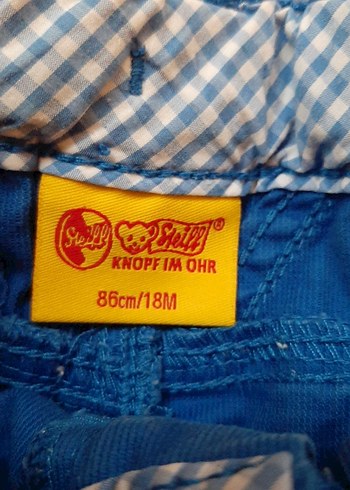 Steiff Steiff®
KNOPF IM OHR
86cm/18M